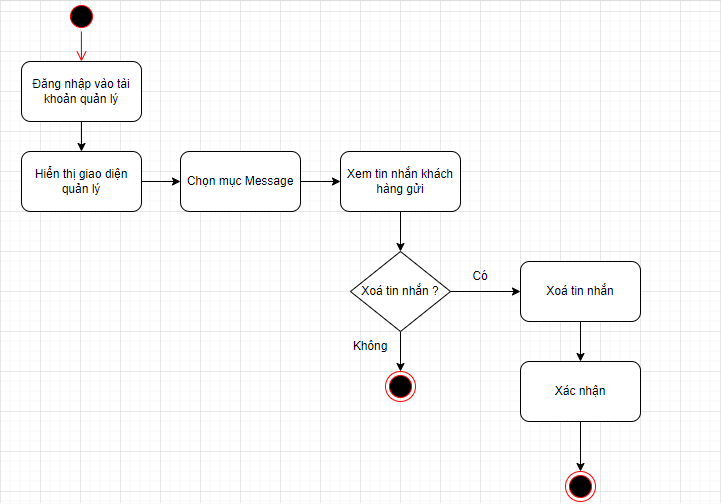 Đăng nhập vào tài
khoản quản lý
Hiển thị giao diện
quản lý
Chọn mục Message
Xem tin nhắn khách
hàng gửi
Xoá tin nhắn ?
Có
Xoá tin nhắn
Không
Xác nhận